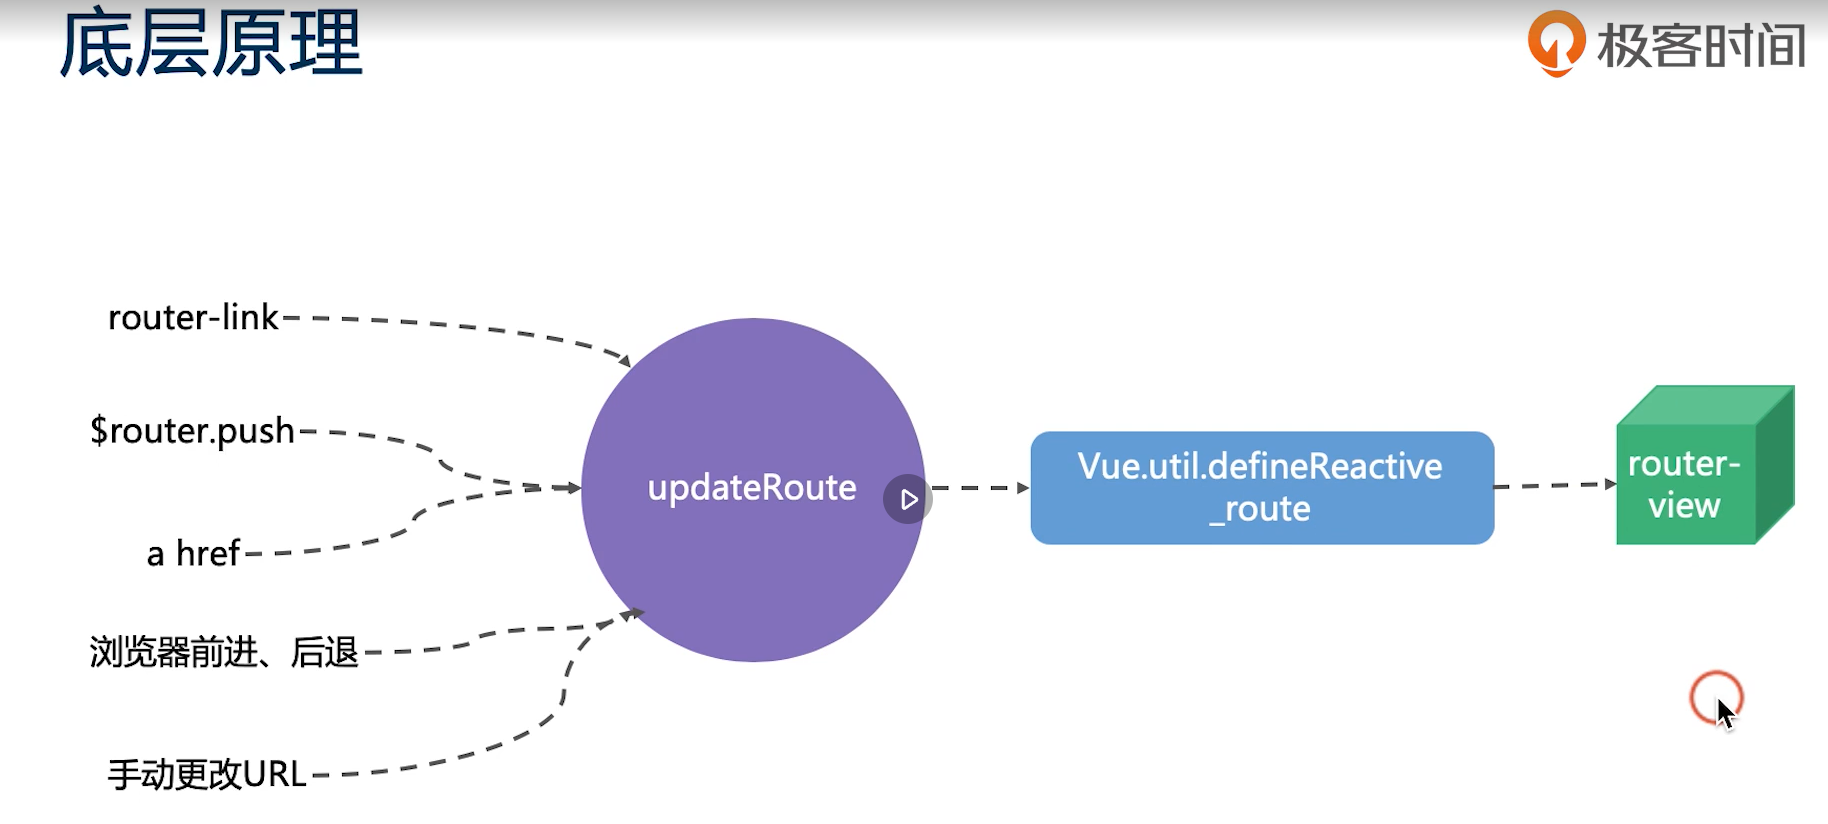 底层原理
极客时间
router-link
$router.push
a href
浏览器前进、后退
手动更改URL
updateRoute
Vue.util.defineReactive
_route
router-
view